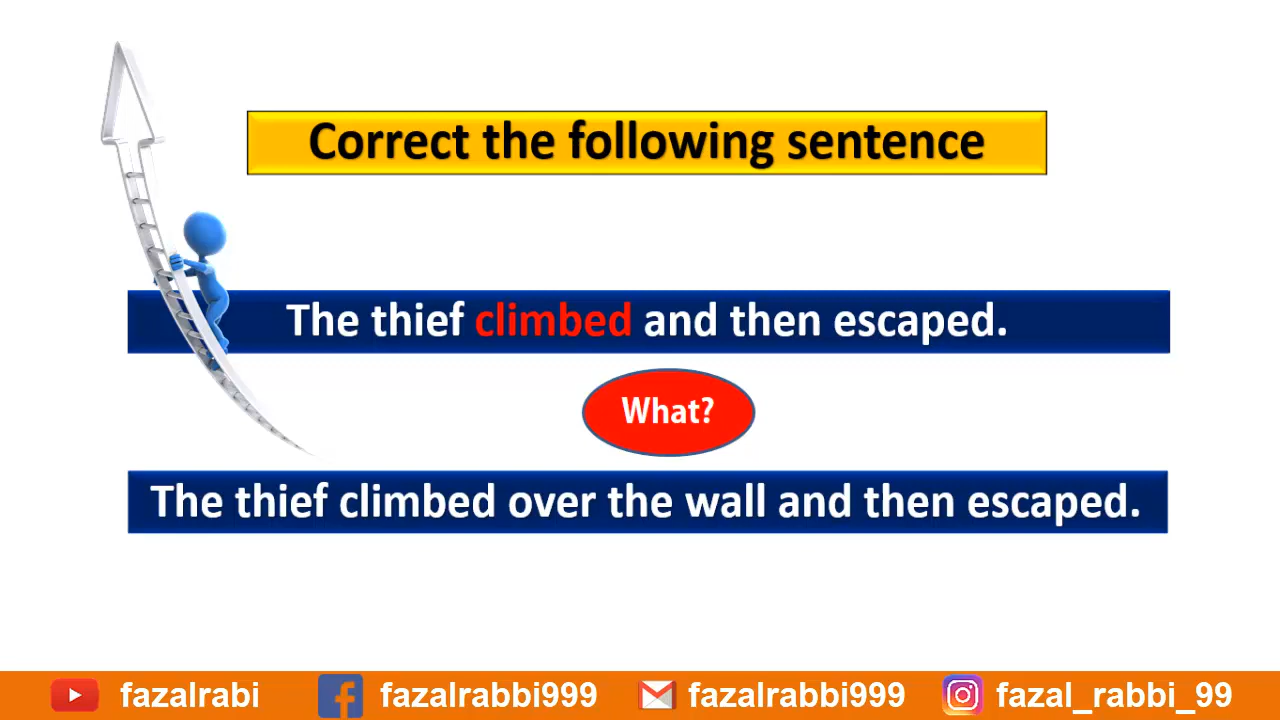 Correct the following sentence
The thief climbed and then escaped.
What?
The thief climbed over the wall and then escaped.
fazalrabi fazalrabbi999 fazalrabbi999 fazal_rabbi_99